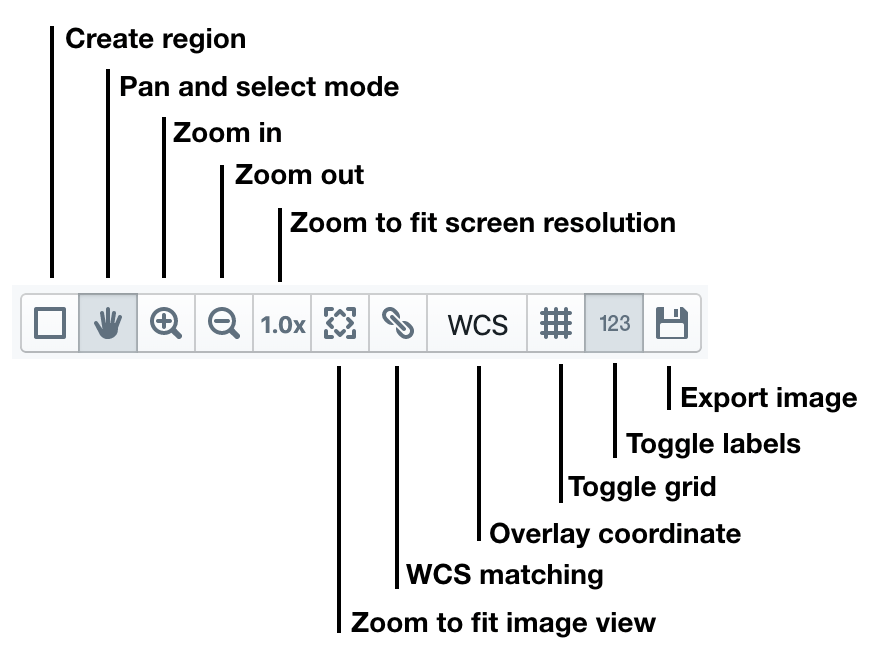 Create region
Pan and select mode
Zoom in
Zoom out
Zoom to fit screen resolution
1.0x
WCS
123
Export image
Toggle labels
Toggle grid
Overlay coordinate
WCS matching
Zoom to fit image view